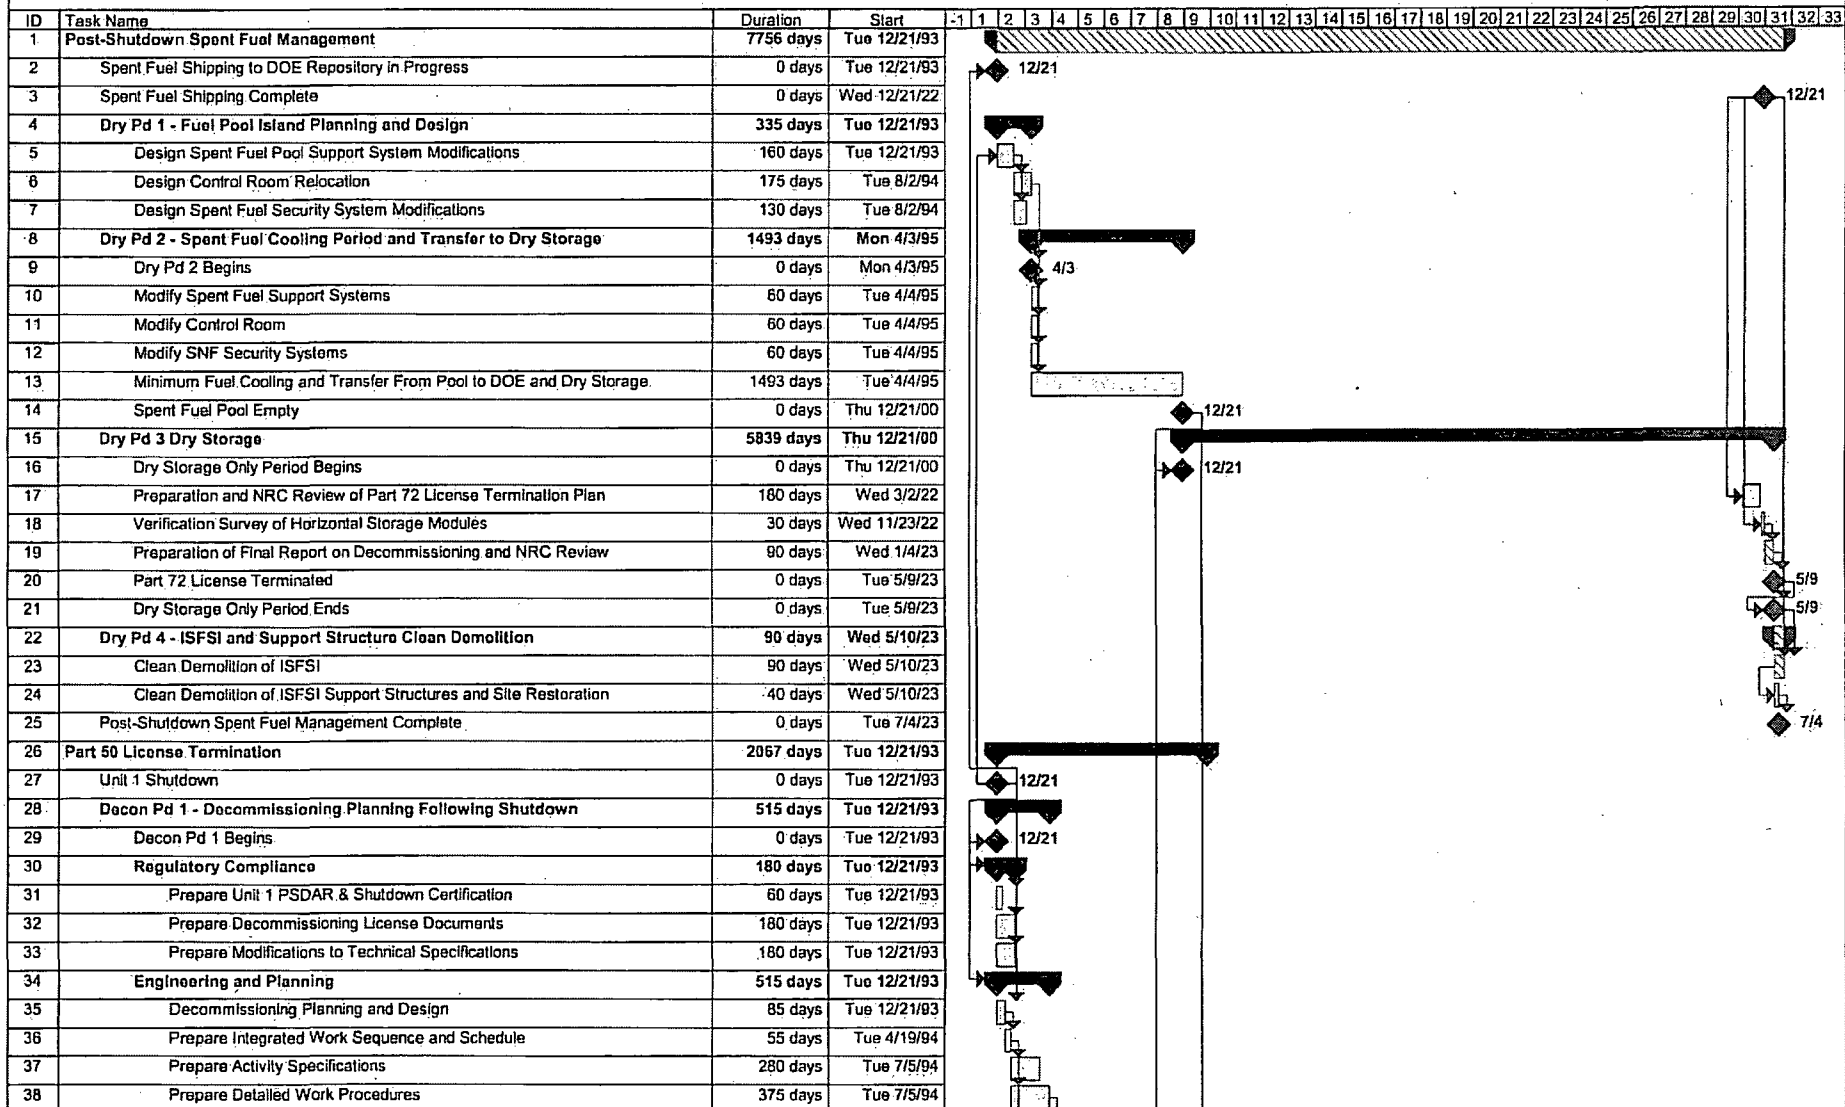 ID Task Name Duration Start -1 1 2 3 4 5 6 7 8 9 10 11 12 13 14 15 16 17 18 19 20 21 22 23 24 25 26 27 28 29 30 31 32 33
1 Post-Shutdown Spent Fuel Management 7756 days Tue 12/21/93
2 Spent Fuel Shipping to DOE Repository in Progress 0 days Tue 12/21/93 12/21
3 Spent Fuel Shipping Complete 0 days Wed 12/21/22 12/21
4 Dry Pd 1 - Fuel Pool Island Planning and Design 335 days Tue 12/21/93
5 Design Spent Fuel Pool Support System Modifications 160 days Tue 12/21/93
6 Design Control Room Relocation 175 days Tue 8/2/94
7 Design Spent Fuel Security System Modifications 130 days Tue 8/2/94
8 Dry Pd 2 - Spent Fuel Cooling Period and Transfer to Dry Storage 1493 days Mon 4/3/95
9 Dry Pd 2 Begins 0 days Mon 4/3/95 4/3
10 Modify Spent Fuel Support Systems 60 days Tue 4/4/95
11 Modify Control Room 60 days Tue 4/4/95
12 Modify SNF Security Systems 60 days Tue 4/4/95
13 Minimum Fuel Cooling and Transfer From Pool to DOE and Dry Storage 1493 days Tue 4/4/95
14 Spent Fuel Pool Empty 0 days Thu 12/21/00 12/21
15 Dry Pd 3 Dry Storage 5839 days Thu 12/21/00
16 Dry Storage Only Period Begins 0 days Thu 12/21/00 12/21
17 Preparation and NRC Review of Part 72 License Termination Plan 180 days Wed 3/2/22
18 Verification Survey of Horizontal Storage Modules 30 days Wed 11/23/22
19 Preparation of Final Report on Decommissioning and NRC Review 90 days Wed 1/4/23
20 Part 72 License Terminated 0 days Tue 5/9/23 5/9
21 Dry Storage Only Period Ends 0 days Tue 5/9/23 5/9
22 Dry Pd 4 - ISFSI and Support Structure Clean Demolition 90 days Wed 5/10/23
23 Clean Demolition of ISFSI 90 days Wed 5/10/23
24 Clean Demolition of ISFSI Support Structures and Site Restoration 40 days Wed 5/10/23
25 Post-Shutdown Spent Fuel Management Complete 0 days Tue 7/4/23 7/4
26 Part 50 License Termination 2067 days Tue 12/21/93
27 Unit 1 Shutdown 0 days Tue 12/21/93 12/21
28 Decon Pd 1 - Decommissioning Planning Following Shutdown 515 days Tue 12/21/93
29 Decon Pd 1 Begins 0 days Tue 12/21/93 12/21
30 Regulatory Compliance 180 days Tue 12/21/93
31 Prepare Unit 1 PSDAR & Shutdown Certification 60 days Tue 12/21/93
32 Prepare Decommissioning License Documents 180 days Tue 12/21/93
33 Prepare Modifications to Technical Specifications 180 days Tue 12/21/93
34 Engineering and Planning 515 days Tue 12/21/93
35 Decommissioning Planning and Design 85 days Tue 12/21/93
36 Prepare Integrated Work Sequence and Schedule 55 days Tue 4/19/94
37 Prepare Activity Specifications 280 days Tue 7/5/94
38 Prepare Detailed Work Procedures 375 days Tue 7/5/94